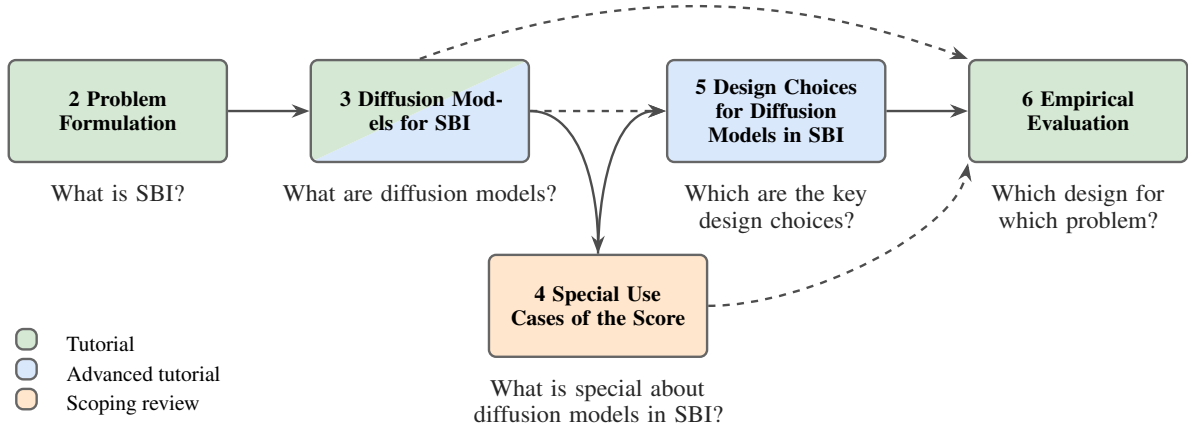 2 Problem
Formulation
What is SBI?
3 Diffusion Mod-
els for SBI
What are diffusion models?
5 Design Choices
for Diffusion
Models in SBI
Which are the key
design choices?
6 Empirical
Evaluation
Which design for
which problem?
4 Special Use
Cases of the Score
What is special about
diffusion models in SBI?
Tutorial
Advanced tutorial
Scoping review